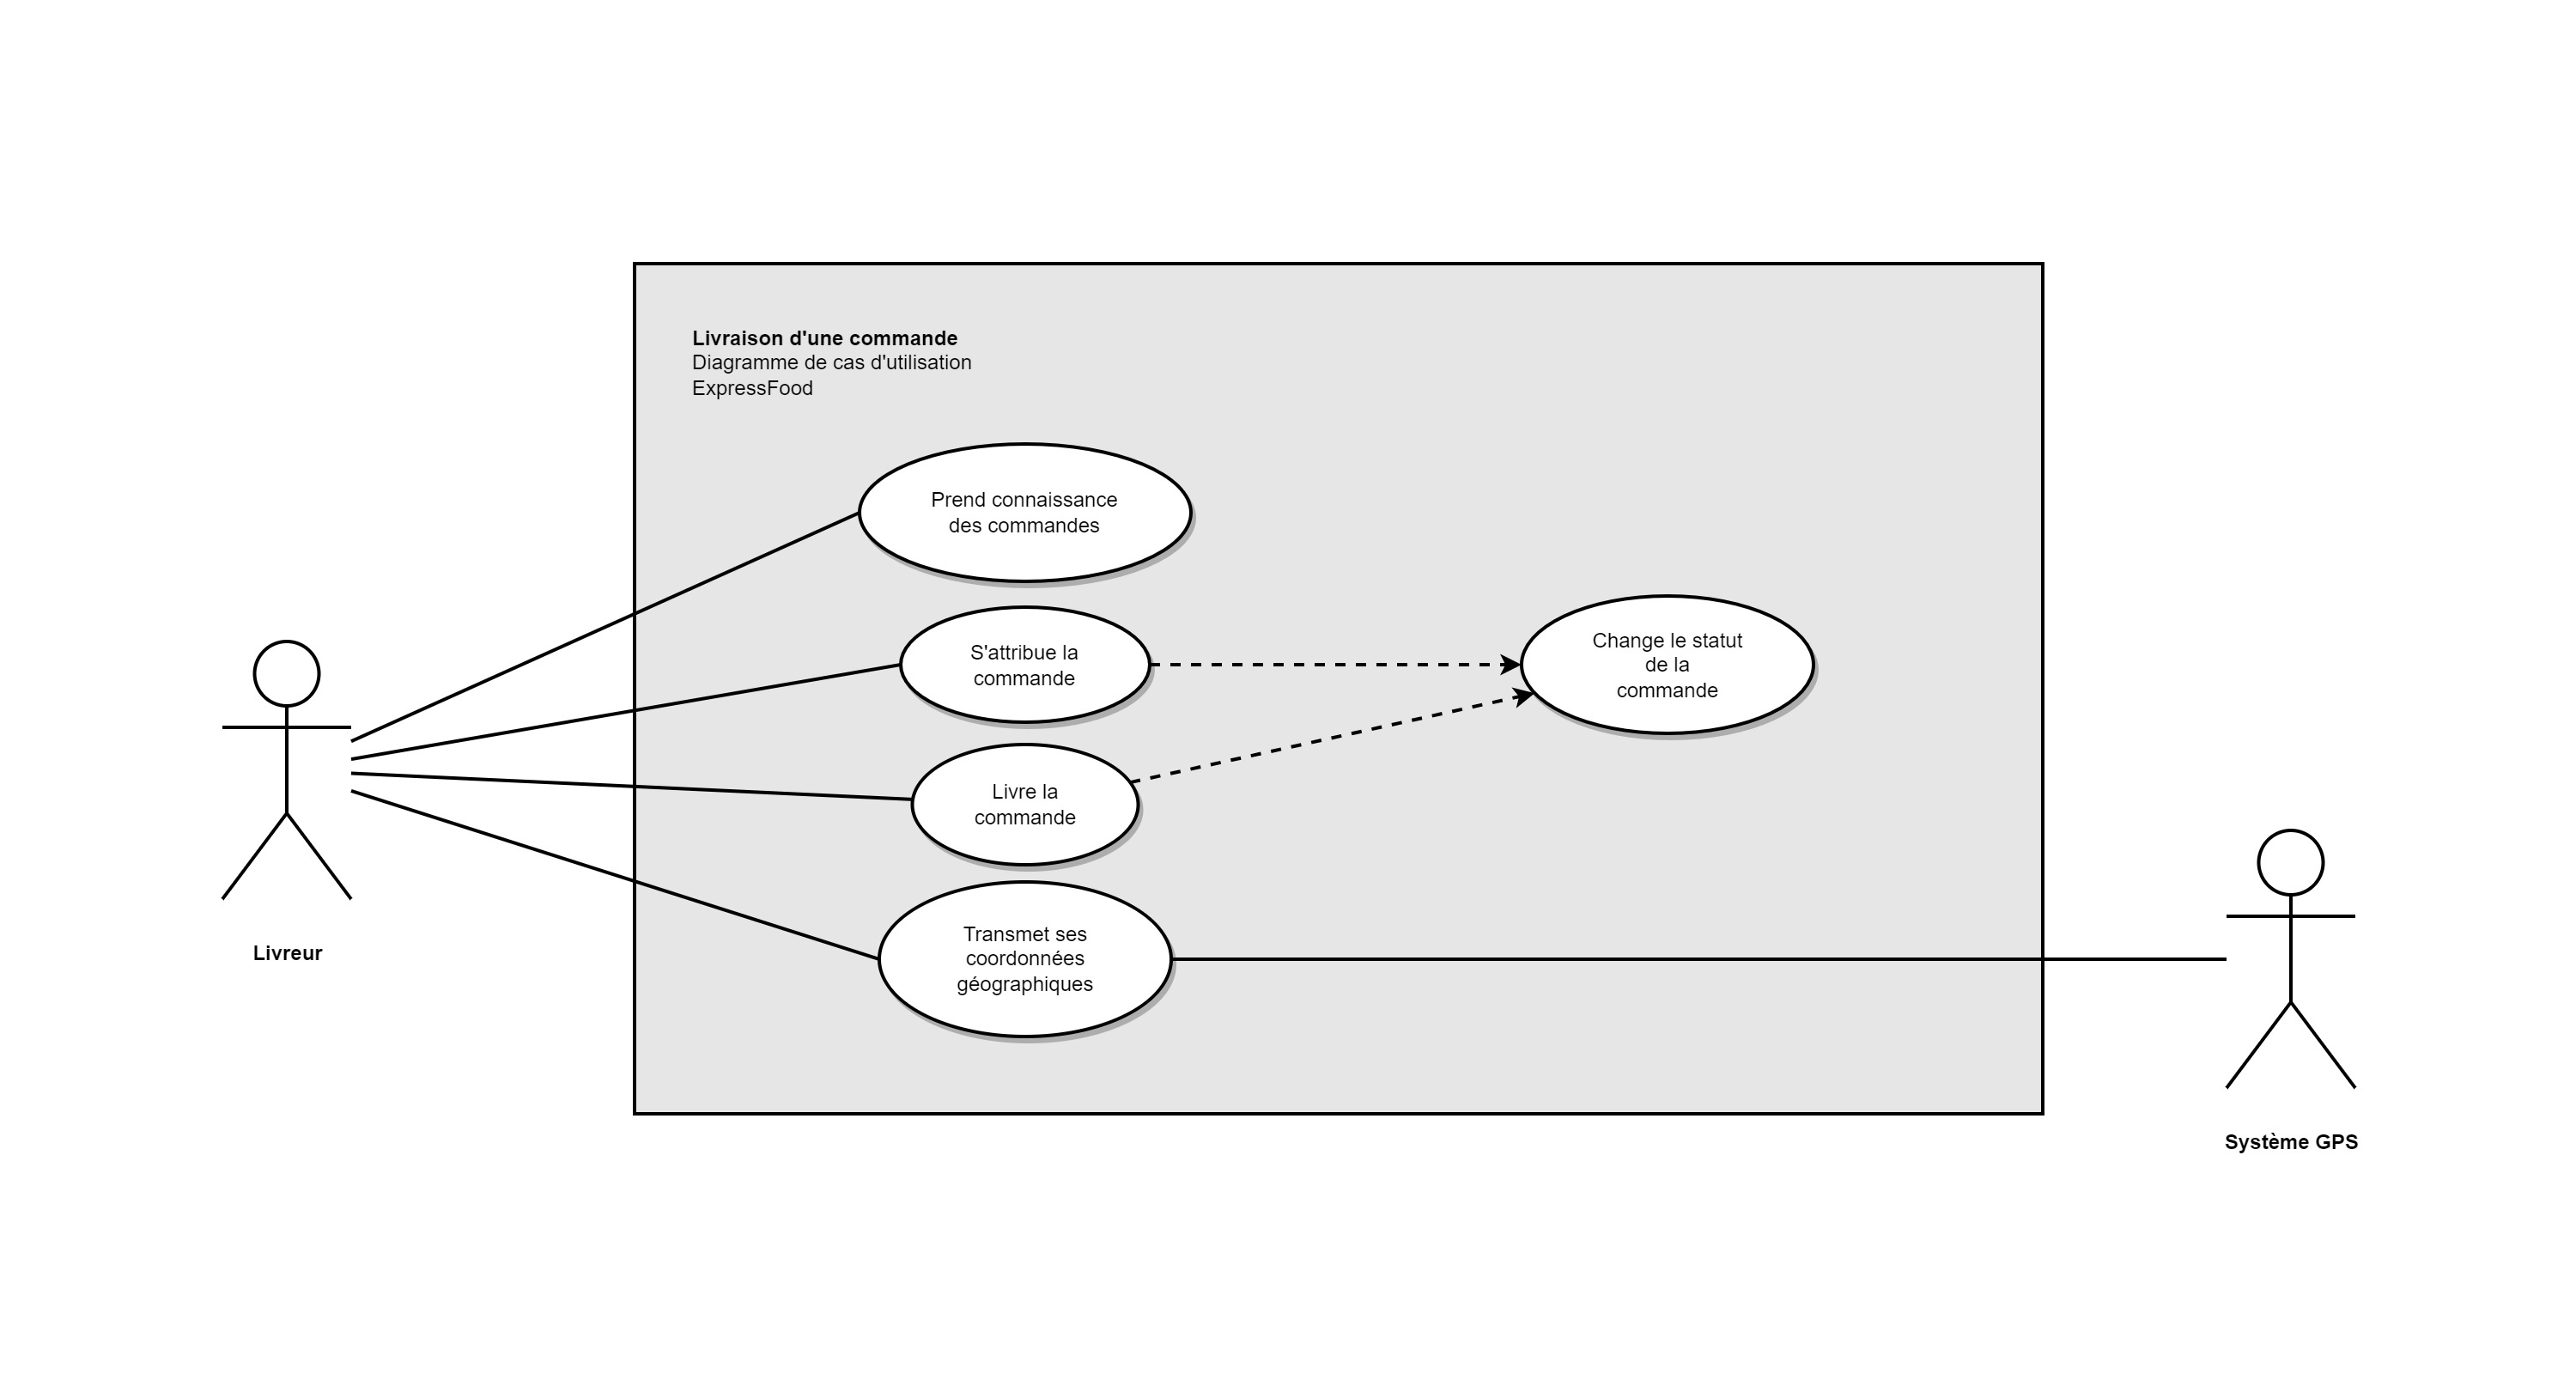 Livraison d'une commande
Diagramme de cas d'utilisation
ExpressFood
Prend connaissance
des commandes
S'attribue la
commande
Change le statut
de la
commande
Livre la
commande
Transmet ses
coordonnées
géographiques
Livreur
Système GPS